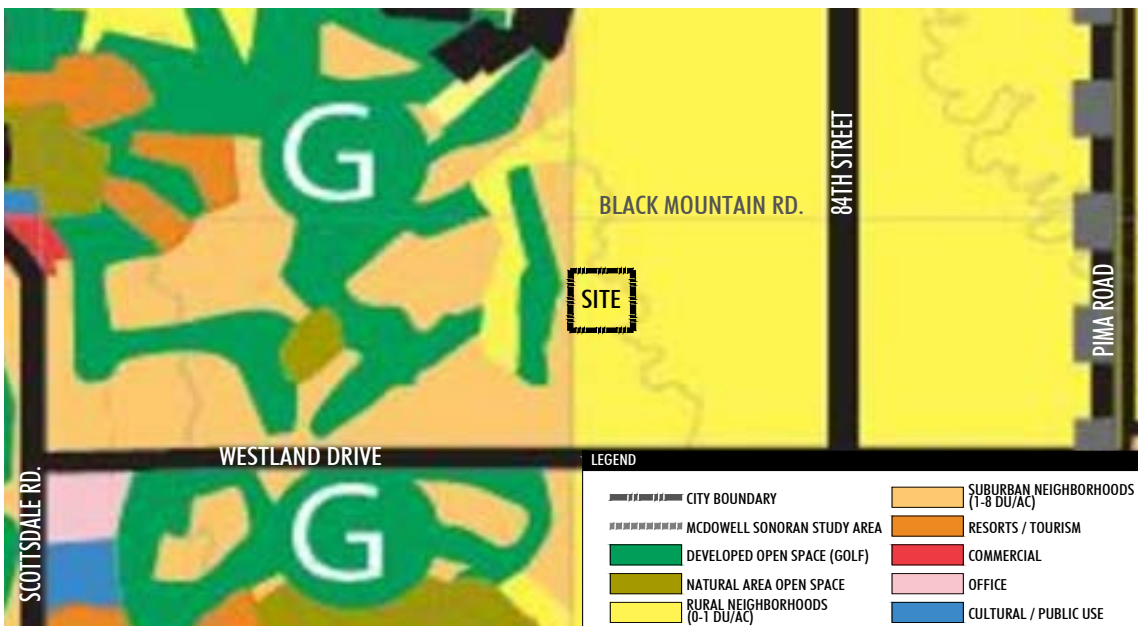 G
BLACK MOUNTAIN RD.
84TH STREET
SITE
PIMA ROAD
WESTLAND DRIVE
SCOTTSDALE RD.
G
LEGEND
CITY BOUNDARY
MCDOWELL SONORAN STUDY AREA
DEVELOPED OPEN SPACE (GOLF)
NATURAL AREA OPEN SPACE
RURAL NEIGHBORHOODS
(0-1 DU/AC)
SUBURBAN NEIGHBORHOODS
(1-8 DU/AC)
RESORTS / TOURISM
COMMERCIAL
OFFICE
CULTURAL / PUBLIC USE